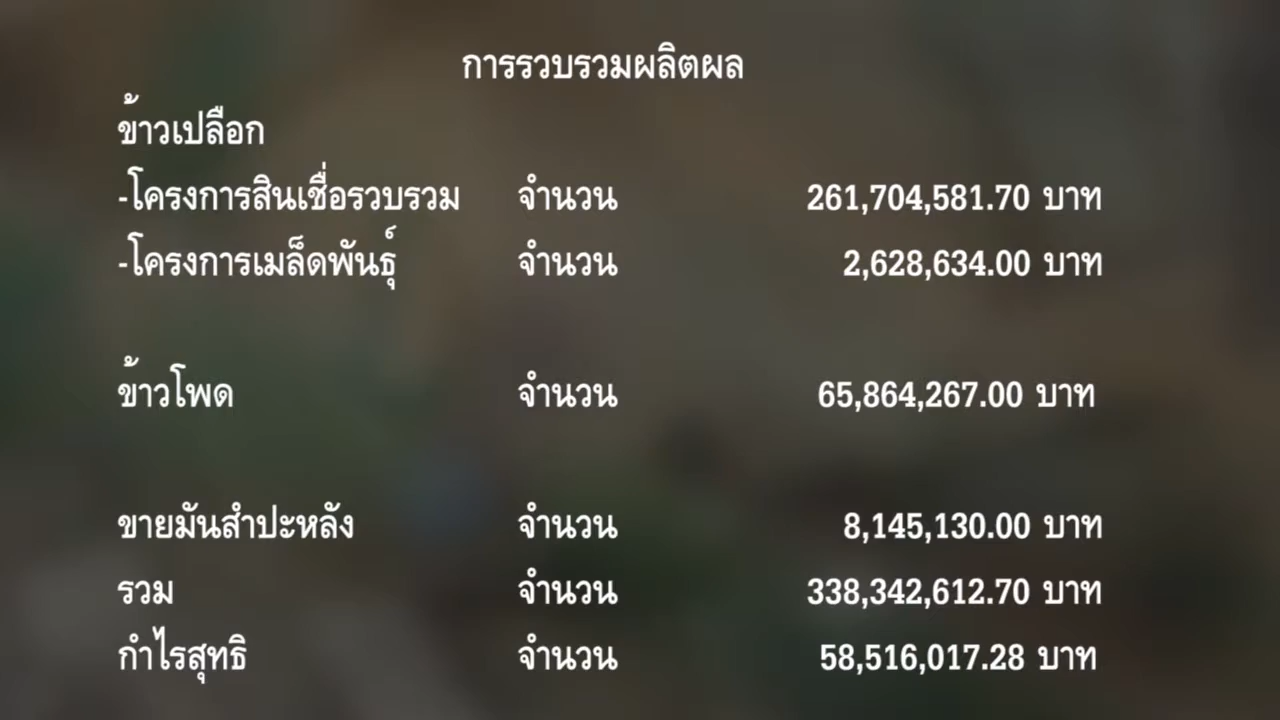 การรวบรวมผลิตผล
ข้าวเปลือก
-โครงการสินเชื่อรวบรวม จำนวน 261,704,581.70 บาท
-โครงการเมล็ดพันธุ์ จำนวน 2,628,634.00 บาท
ข้าวโพด จำนวน 65,864,267.00 บาท
ขายมันสำปะหลัง จำนวน 8,145,130.00 บาท
รวม จำนวน 338,342,612.70 บาท
กำไรสุทธิ จำนวน 58,516,017.28 บาท